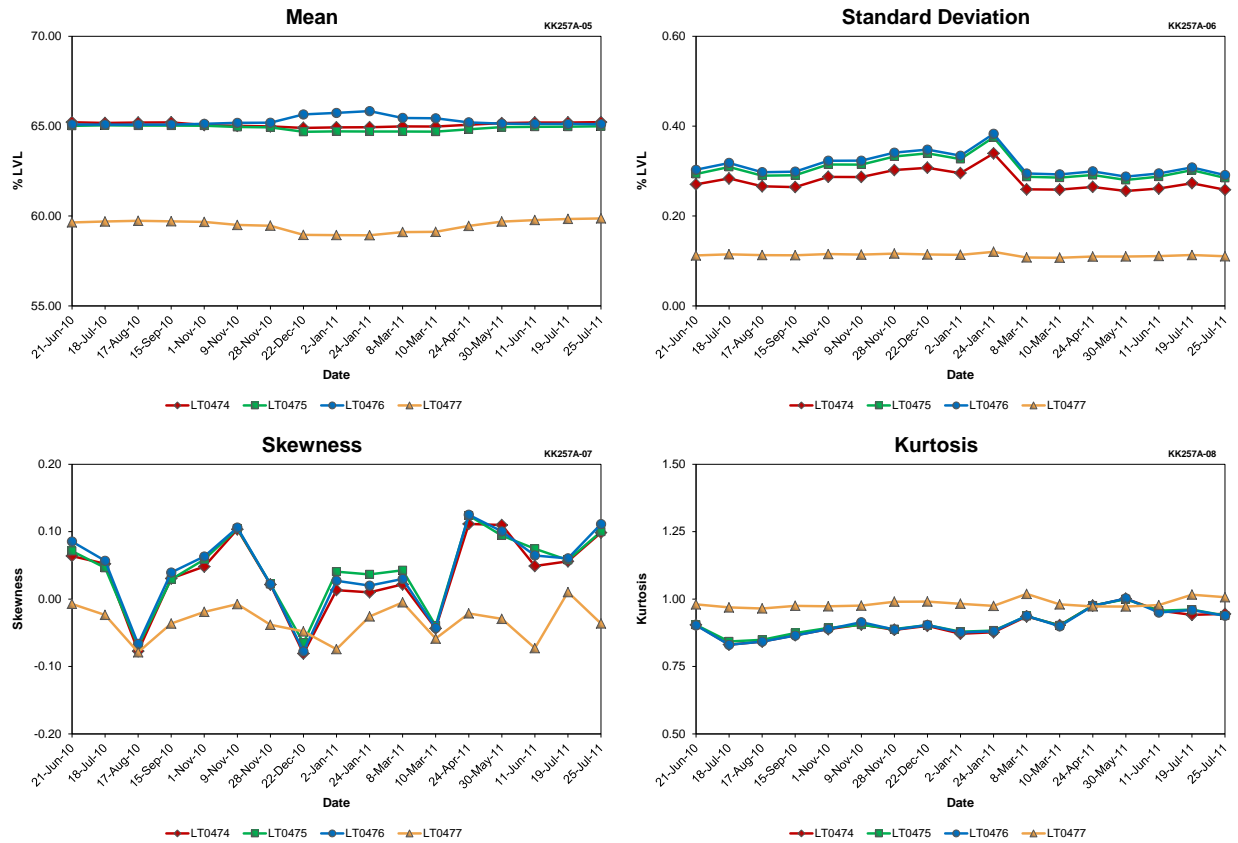 Mean
KK257A-05
70.00
65.00
60.00
55.00
% LVL
21-Jun-10
18-Jul-10
17-Aug-10
15-Sep-10
1-Nov-10
9-Nov-10
28-Nov-10
22-Dec-10
2-Jan-11
24-Jan-11
8-Mar-11
10-Mar-11
24-Apr-11
30-May-11
11-Jun-11
19-Jul-11
25-Jul-11
Date
LT0474 LT0475 LT0476 LT0477
Standard Deviation
KK257A-06
0.60
0.40
0.20
0.00
% LVL
21-Jun-10
18-Jul-10
17-Aug-10
15-Sep-10
1-Nov-10
9-Nov-10
28-Nov-10
22-Dec-10
2-Jan-11
24-Jan-11
8-Mar-11
10-Mar-11
24-Apr-11
30-May-11
11-Jun-11
19-Jul-11
25-Jul-11
Date
LT0474 LT0475 LT0476 LT0477
Skewness
KK257A-07
0.20
0.10
0.00
-0.10
-0.20
Skewness
21-Jun-10
18-Jul-10
17-Aug-10
15-Sep-10
1-Nov-10
9-Nov-10
28-Nov-10
22-Dec-10
2-Jan-11
24-Jan-11
8-Mar-11
10-Mar-11
24-Apr-11
30-May-11
11-Jun-11
19-Jul-11
25-Jul-11
Date
LT0474 LT0475 LT0476 LT0477
Kurtosis
KK257A-08
1.50
1.25
1.00
0.75
0.50
Kurtosis
21-Jun-10
18-Jul-10
17-Aug-10
15-Sep-10
1-Nov-10
9-Nov-10
28-Nov-10
22-Dec-10
2-Jan-11
24-Jan-11
8-Mar-11
10-Mar-11
24-Apr-11
30-May-11
11-Jun-11
19-Jul-11
25-Jul-11
Date
LT0474 LT0475 LT0476 LT0477